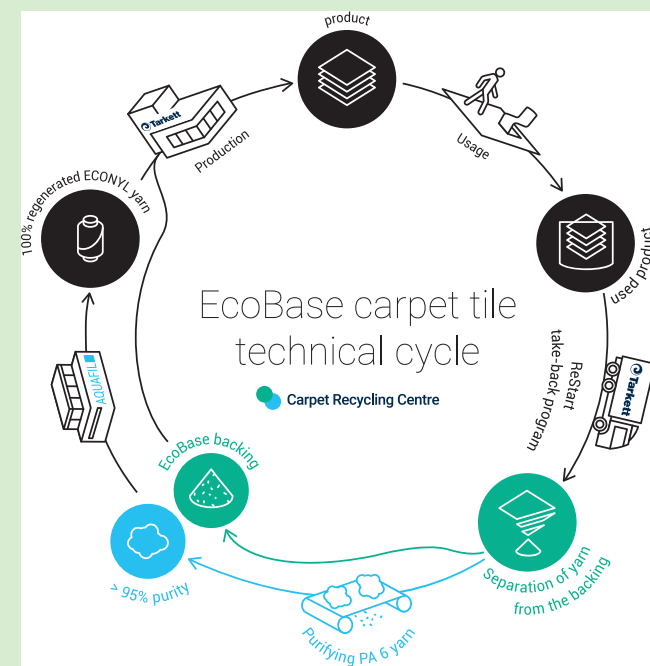 product
Tarkett
Production
Usage
100% regenerated ECONYL yarn
used product
EcoBase carpet tile
technical cycle
Carpet Recycling Centre
ReStart
take-back program
Tarkett
AQUAFIL
EcoBase backing
> 95% purity
Purifying PA 6 yarn
Separation of yarn
from the backing